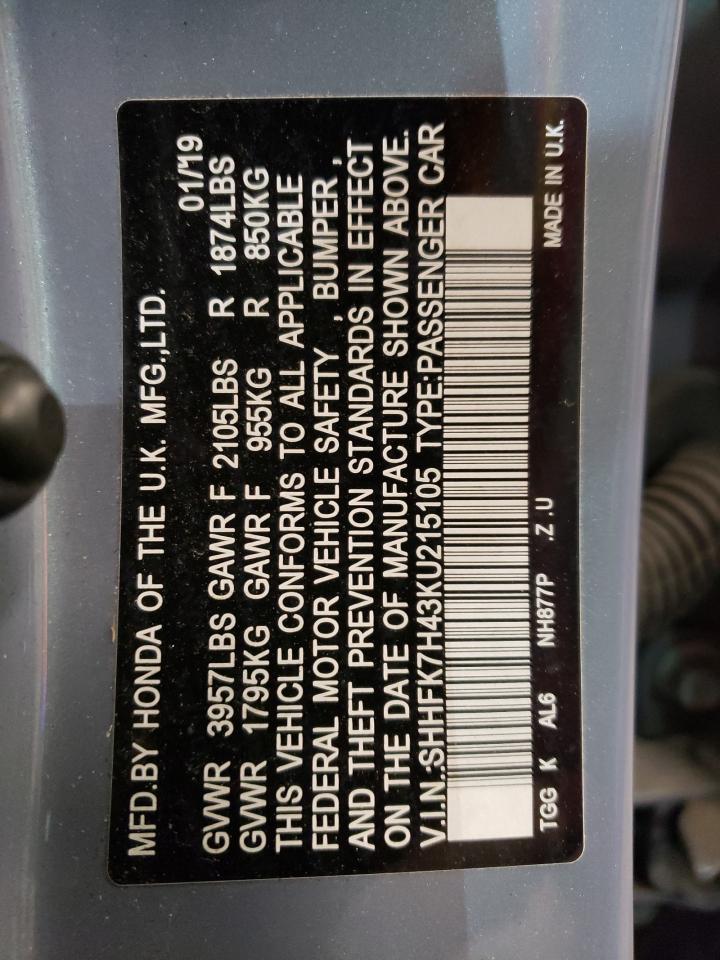 MFD.BY HONDA OF THE U.K. MFG.,LTD.
01/'19
GVWR 3957LBS GAWR F 2105LBS R 1874LBS
GVWR 1795KG GAWR F 955KG R 850KG
THIS VEHICLE CONFORMS TO ALL APPLICABLE
FEDERAL MOTOR VEHICLE SAFETY , BUMPER ,
AND THEFT PREVENTION STANDARDS IN EFFECT
ON THE DATE OF MANUFACTURE SHOWN ABOVE.
V.I.N.:SHHFK7H43KU215105 TYPE:PASSENGER CAR
TGG K AL6 NH877P .Z .U MADE IN U.K.